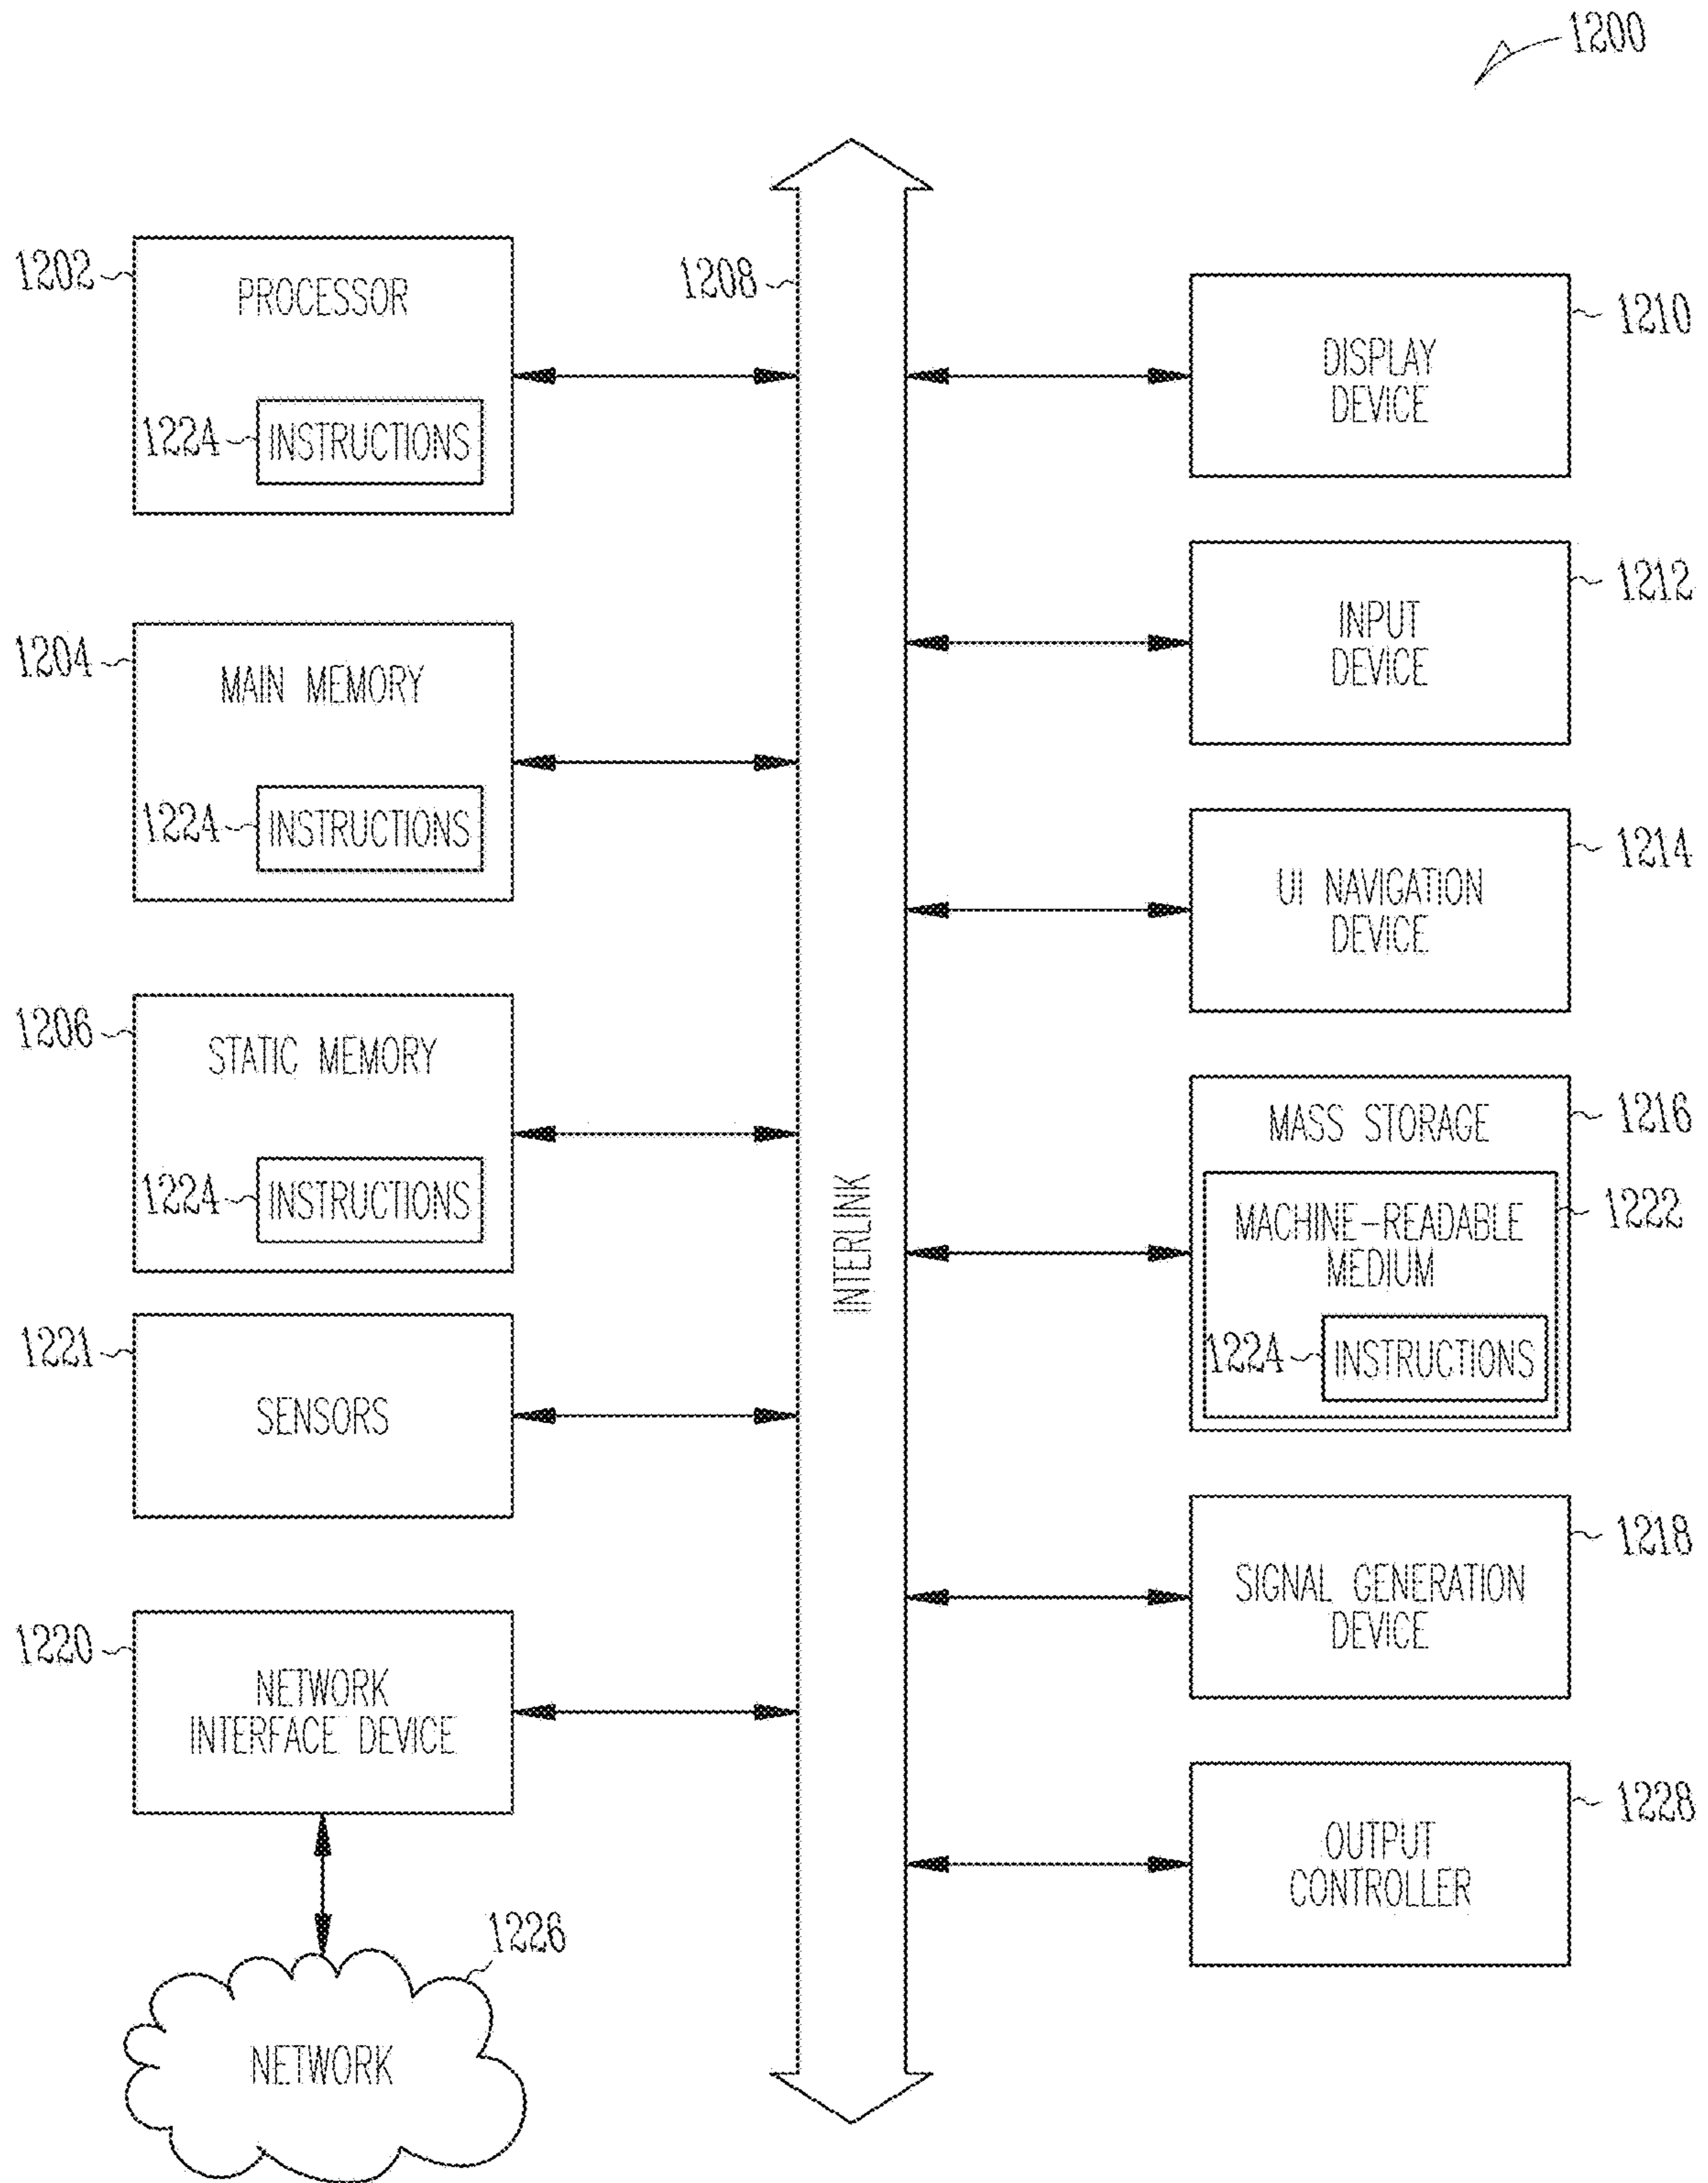 1200
1202
PROCESSOR
1224
INSTRUCTIONS
1204
MAIN MEMORY
1224
INSTRUCTIONS
1206
STATIC MEMORY
1224
INSTRUCTIONS
1221
SENSORS
1220
NETWORK
INTERFACE DEVICE
1226
NETWORK
1208
INTERLINK
1210
DISPLAY
DEVICE
1212
INPUT
DEVICE
1214
UI NAVIGATION
DEVICE
1216
MASS STORAGE
1222
MACHINE-READABLE
MEDIUM
1224
INSTRUCTIONS
1218
SIGNAL GENERATION
DEVICE
1228
OUTPUT
CONTROLLER